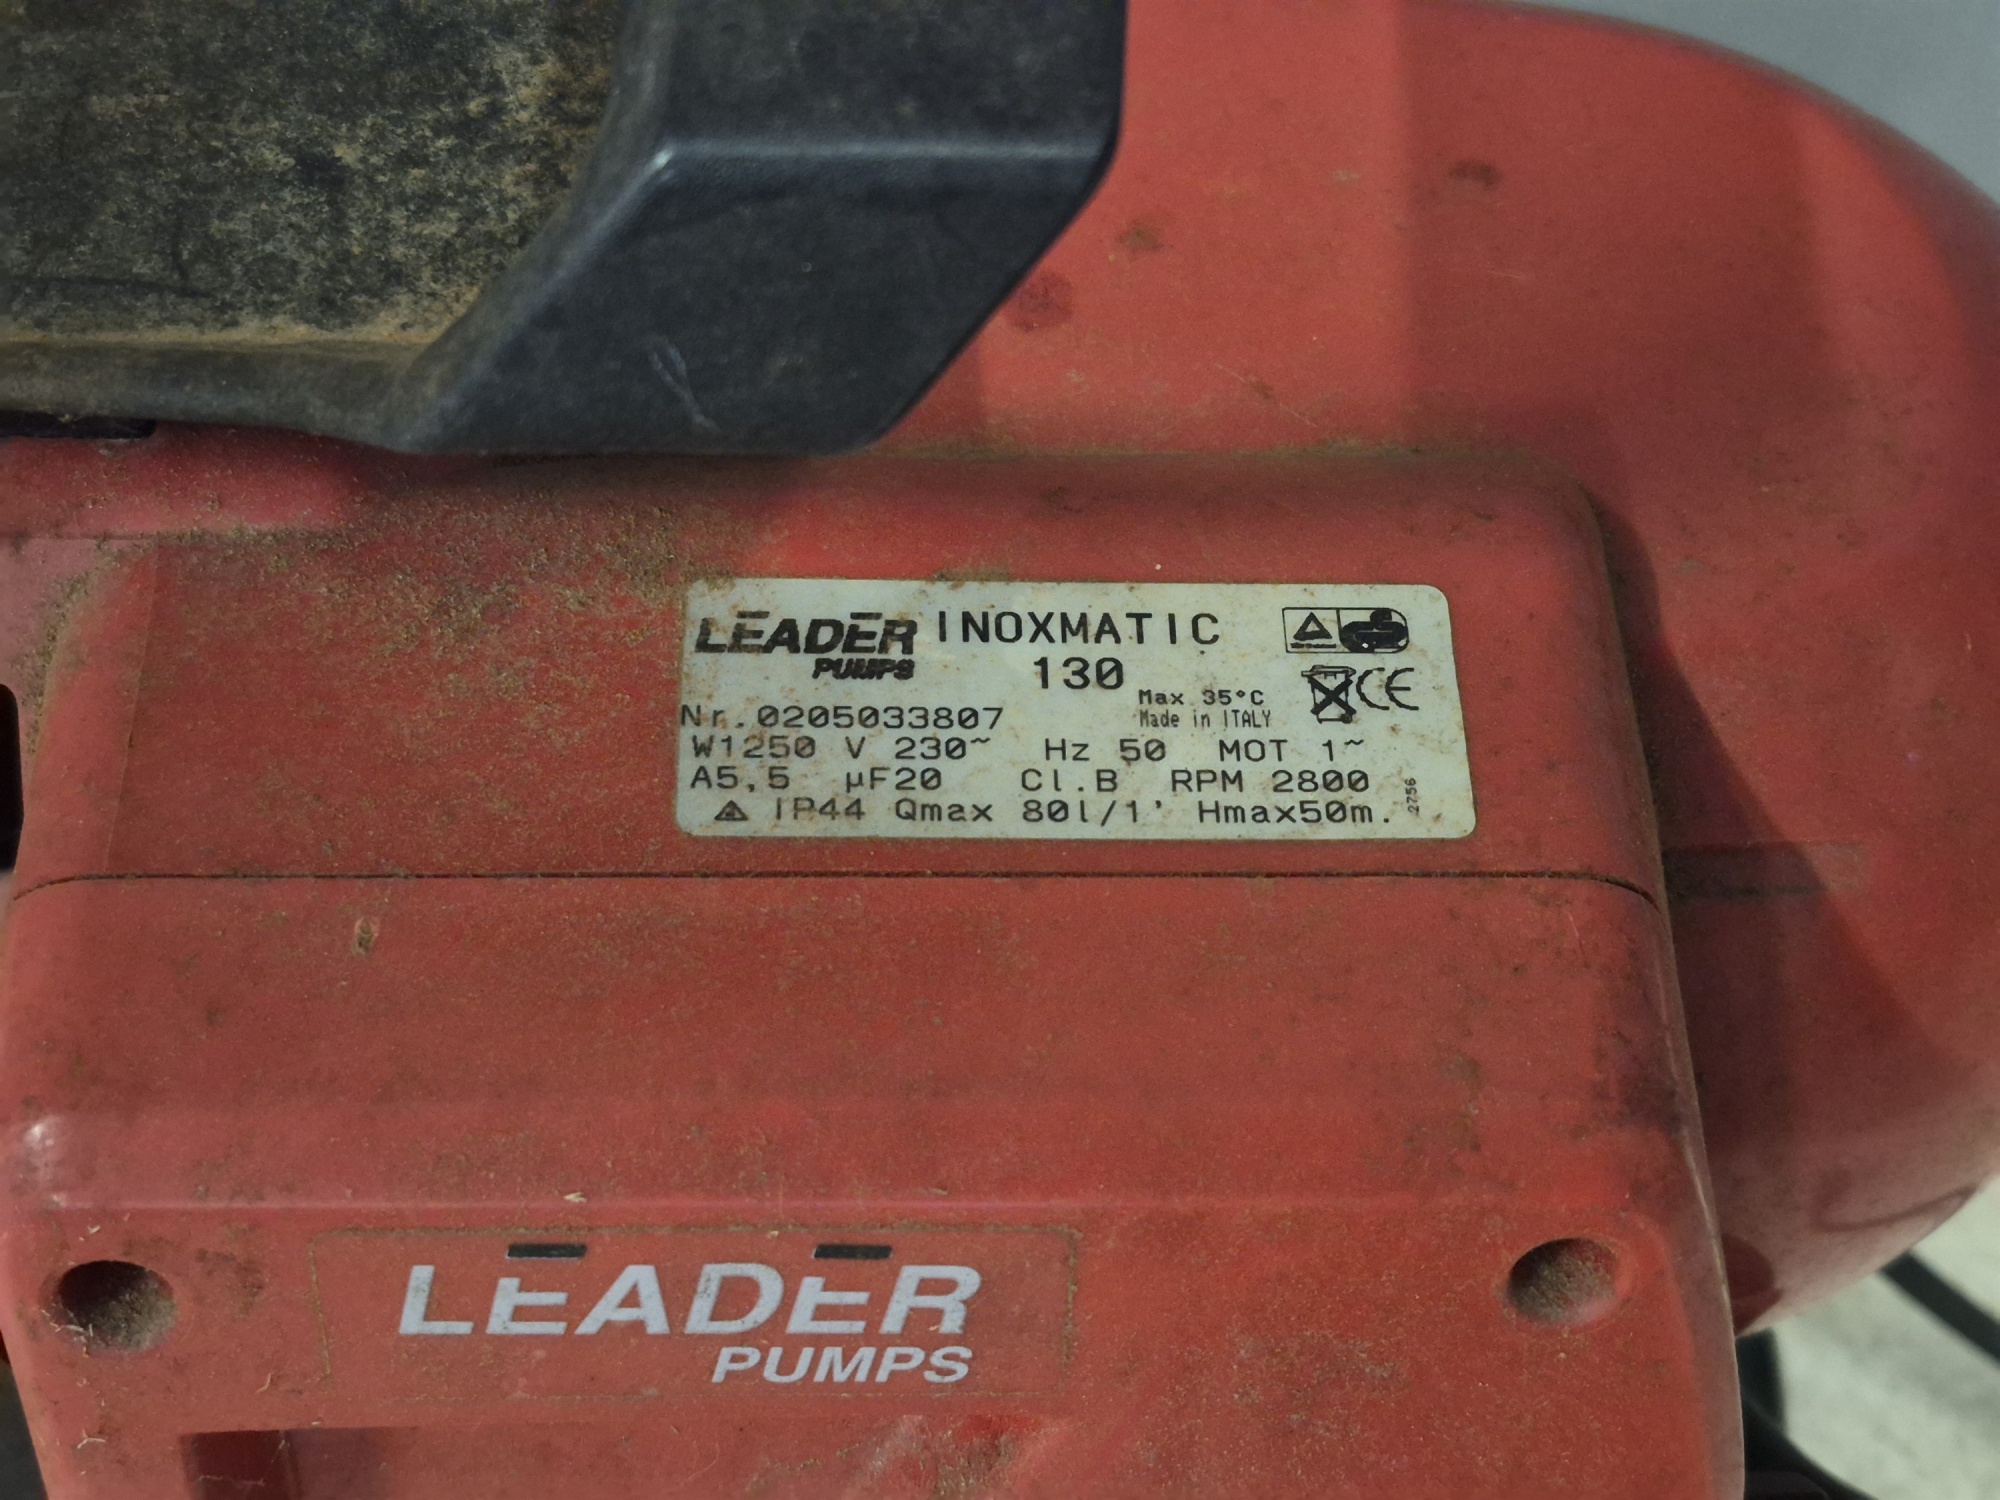 LEADER PUMPS INOXMATIC
130
Max 35°C
Nr.0205033807 Made in ITALY
CE
W1250 V 230~ Hz 50 MOT 1~
A5,5 µF20 Cl.B RPM 2800
IP44 Qmax 80l/1' Hmax50m.
2756
LEADER
PUMPS